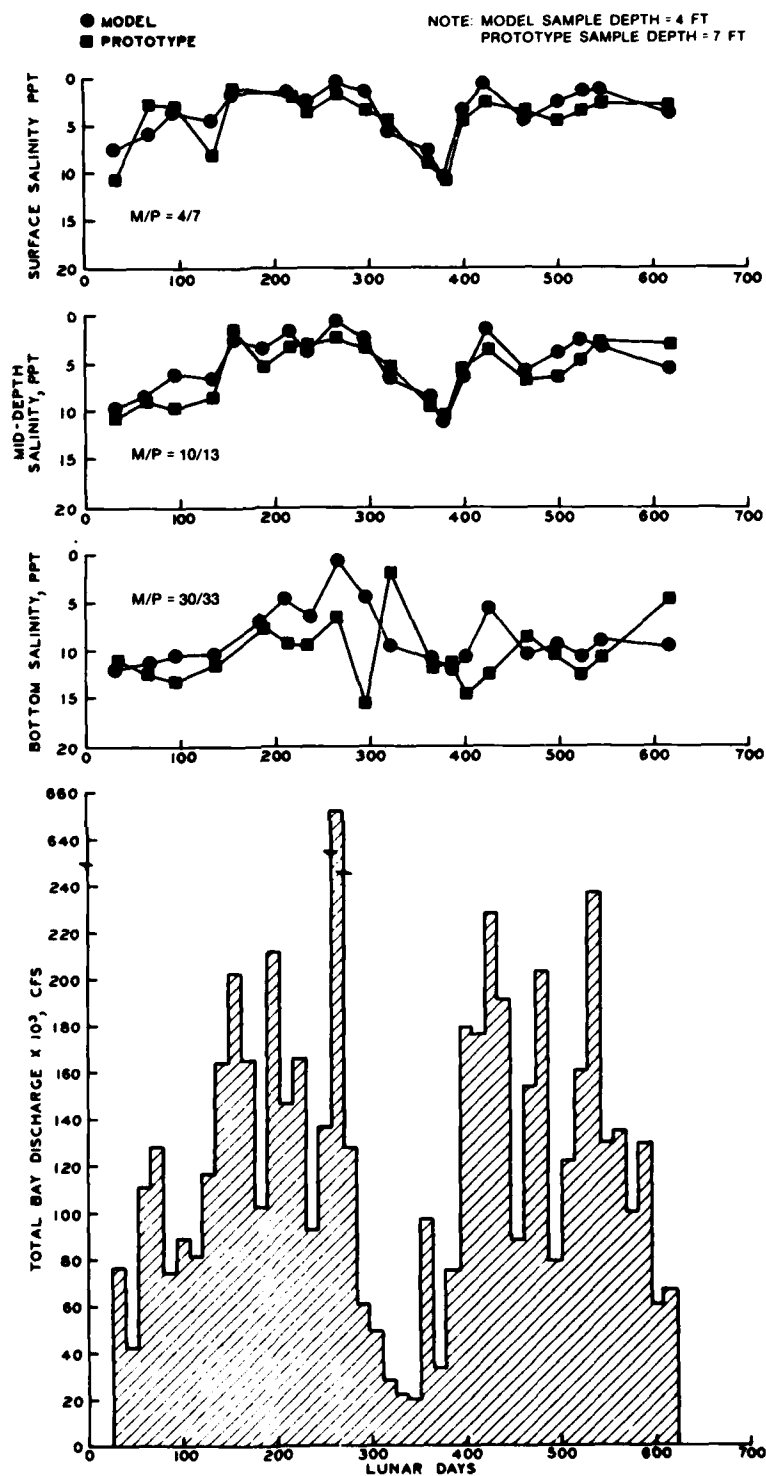 MODEL
PROTOTYPE
NOTE: MODEL SAMPLE DEPTH = 4 FT
PROTOTYPE SAMPLE DEPTH = 7 FT
SURFACE SALINITY PPT
0
5
10
15
20
M/P = 4/7
0 100 200 300 400 500 600 700
MID-DEPTH
SALINITY, PPT
0
5
10
15
20
M/P = 10/13
0 100 200 300 400 500 600 700
BOTTOM SALINITY, PPT
0
5
10
15
20
M/P = 30/33
0 100 200 300 400 500 600 700
TOTAL BAY DISCHARGE X 10³, CFS
660
640
240
220
200
180
160
140
120
100
80
60
40
20
0
0 100 200 300 400 500 600 700
LUNAR DAYS